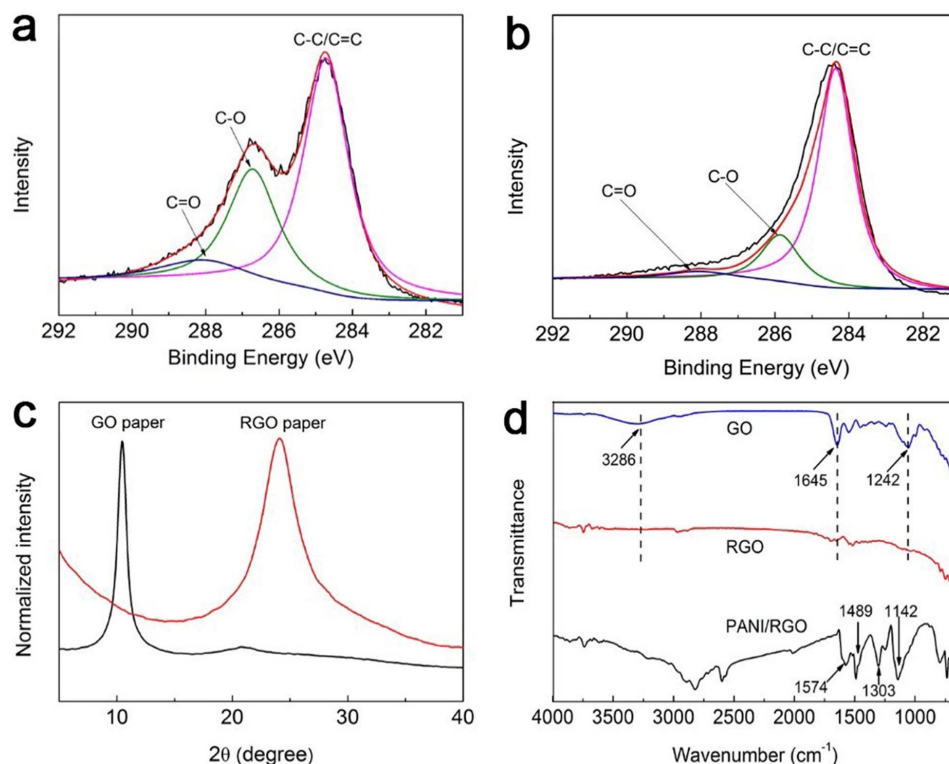 a
C-C/C=C
C-O
C=O
Intensity
292 290 288 286 284 282
Binding Energy (eV)
b
C-C/C=C
C-O
C=O
Intensity
292 290 288 286 284 282
Binding Energy (eV)
c
GO paper
RGO paper
Normalized intensity
10 20 30 40
2θ (degree)
d
GO
3286
1645
1242
RGO
PANI/RGO
1489
1142
1574
1303
Transmittance
4000 3500 3000 2500 2000 1500 1000
Wavenumber (cm⁻¹)